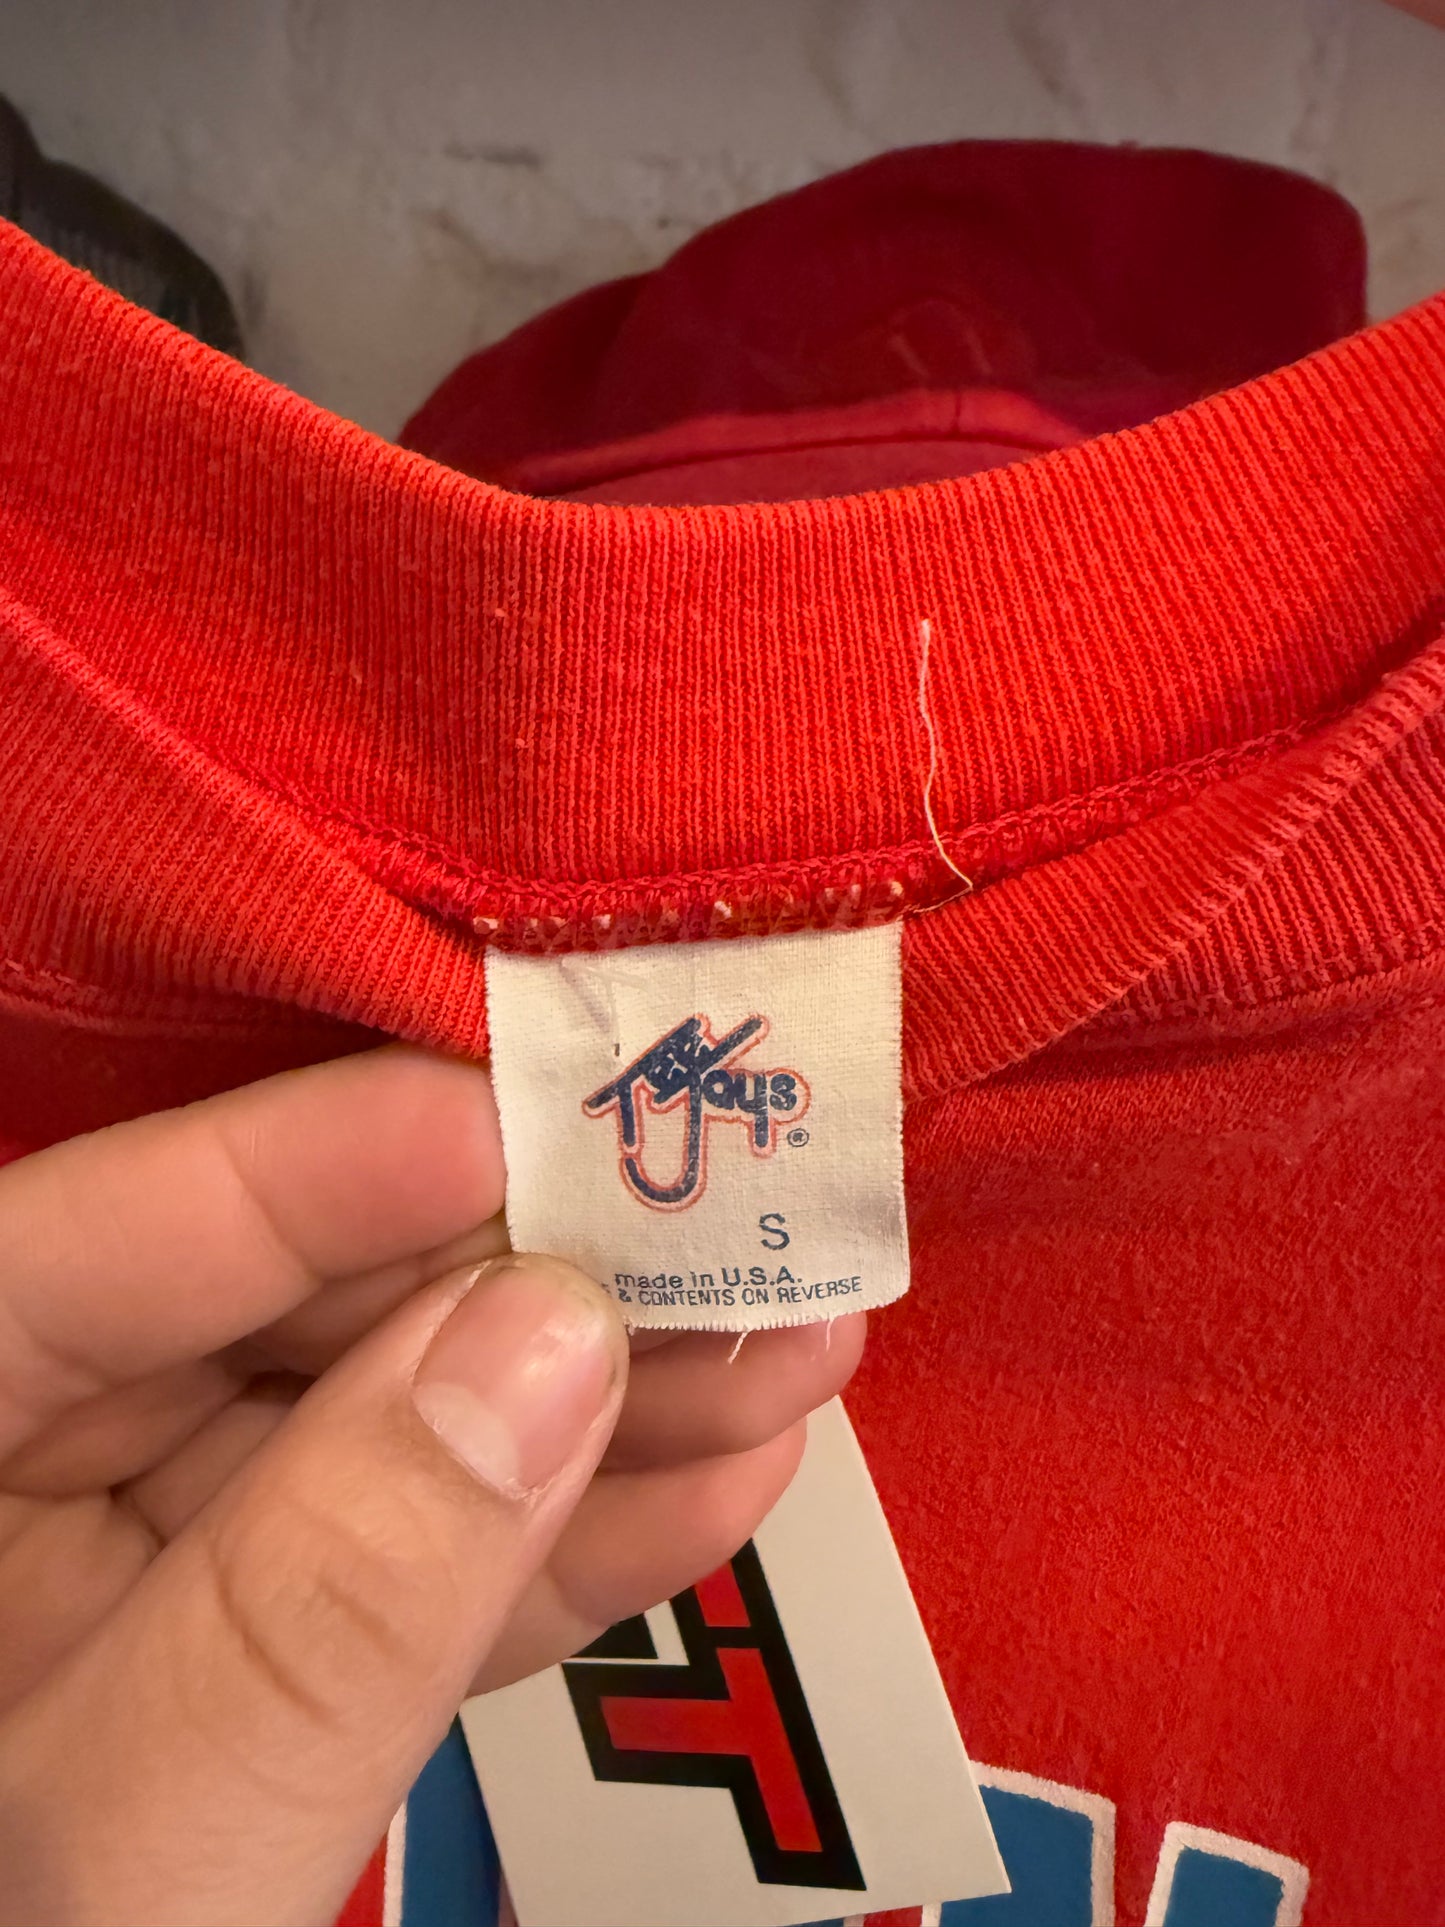 Tee Jays ®
S
made in U.S.A.
& CONTENTS ON REVERSE